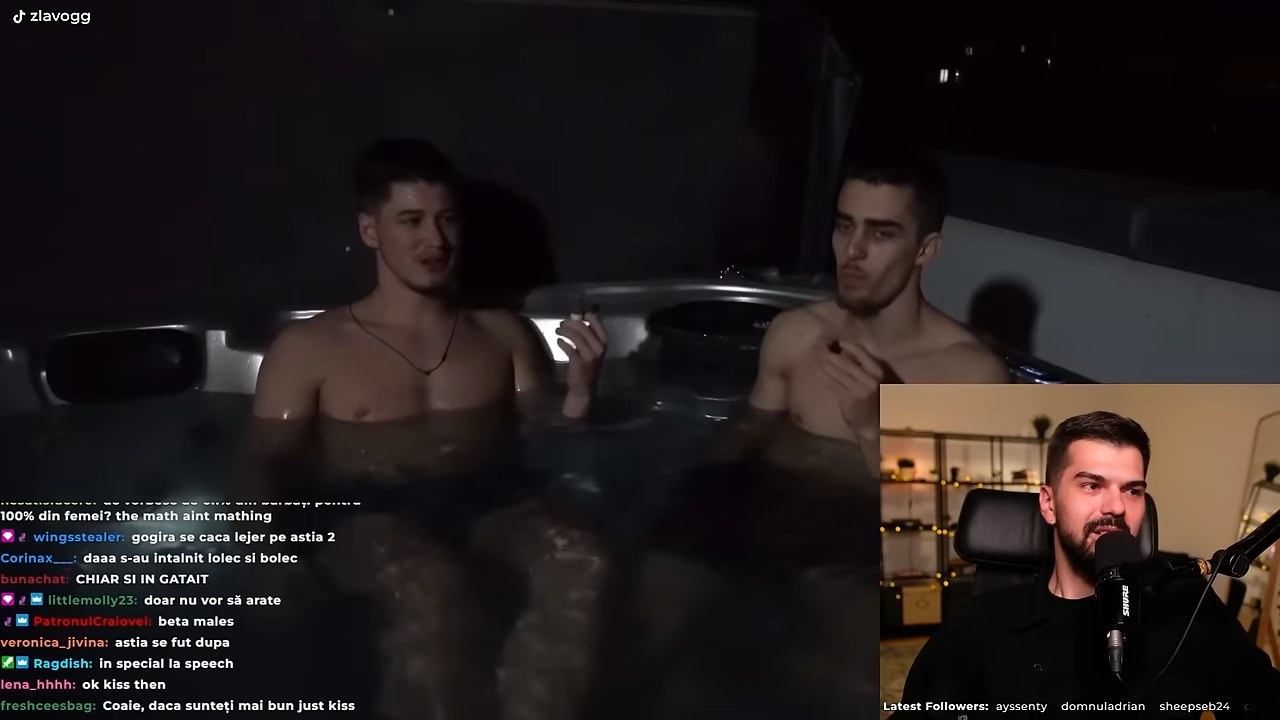 zlavogg
100% din femei? the math aint mathing
wingsstealer: gogira se caca lejer pe astia 2
Corinax___: daaa s-au intalnit lolec si bolec
bunachat: CHIAR SI IN GATAIT
littlemolly23: doar nu vor să arate
PatronulCraiovei: beta males
veronica_jivina: astia se fut dupa
Ragdish: in special la speech
lena_hhhh: ok kiss then
freshceesbag: Coaie, daca sunteți mai bun just kiss
SHURE
Latest Followers: ayssenty domnuladrian sheepseb24